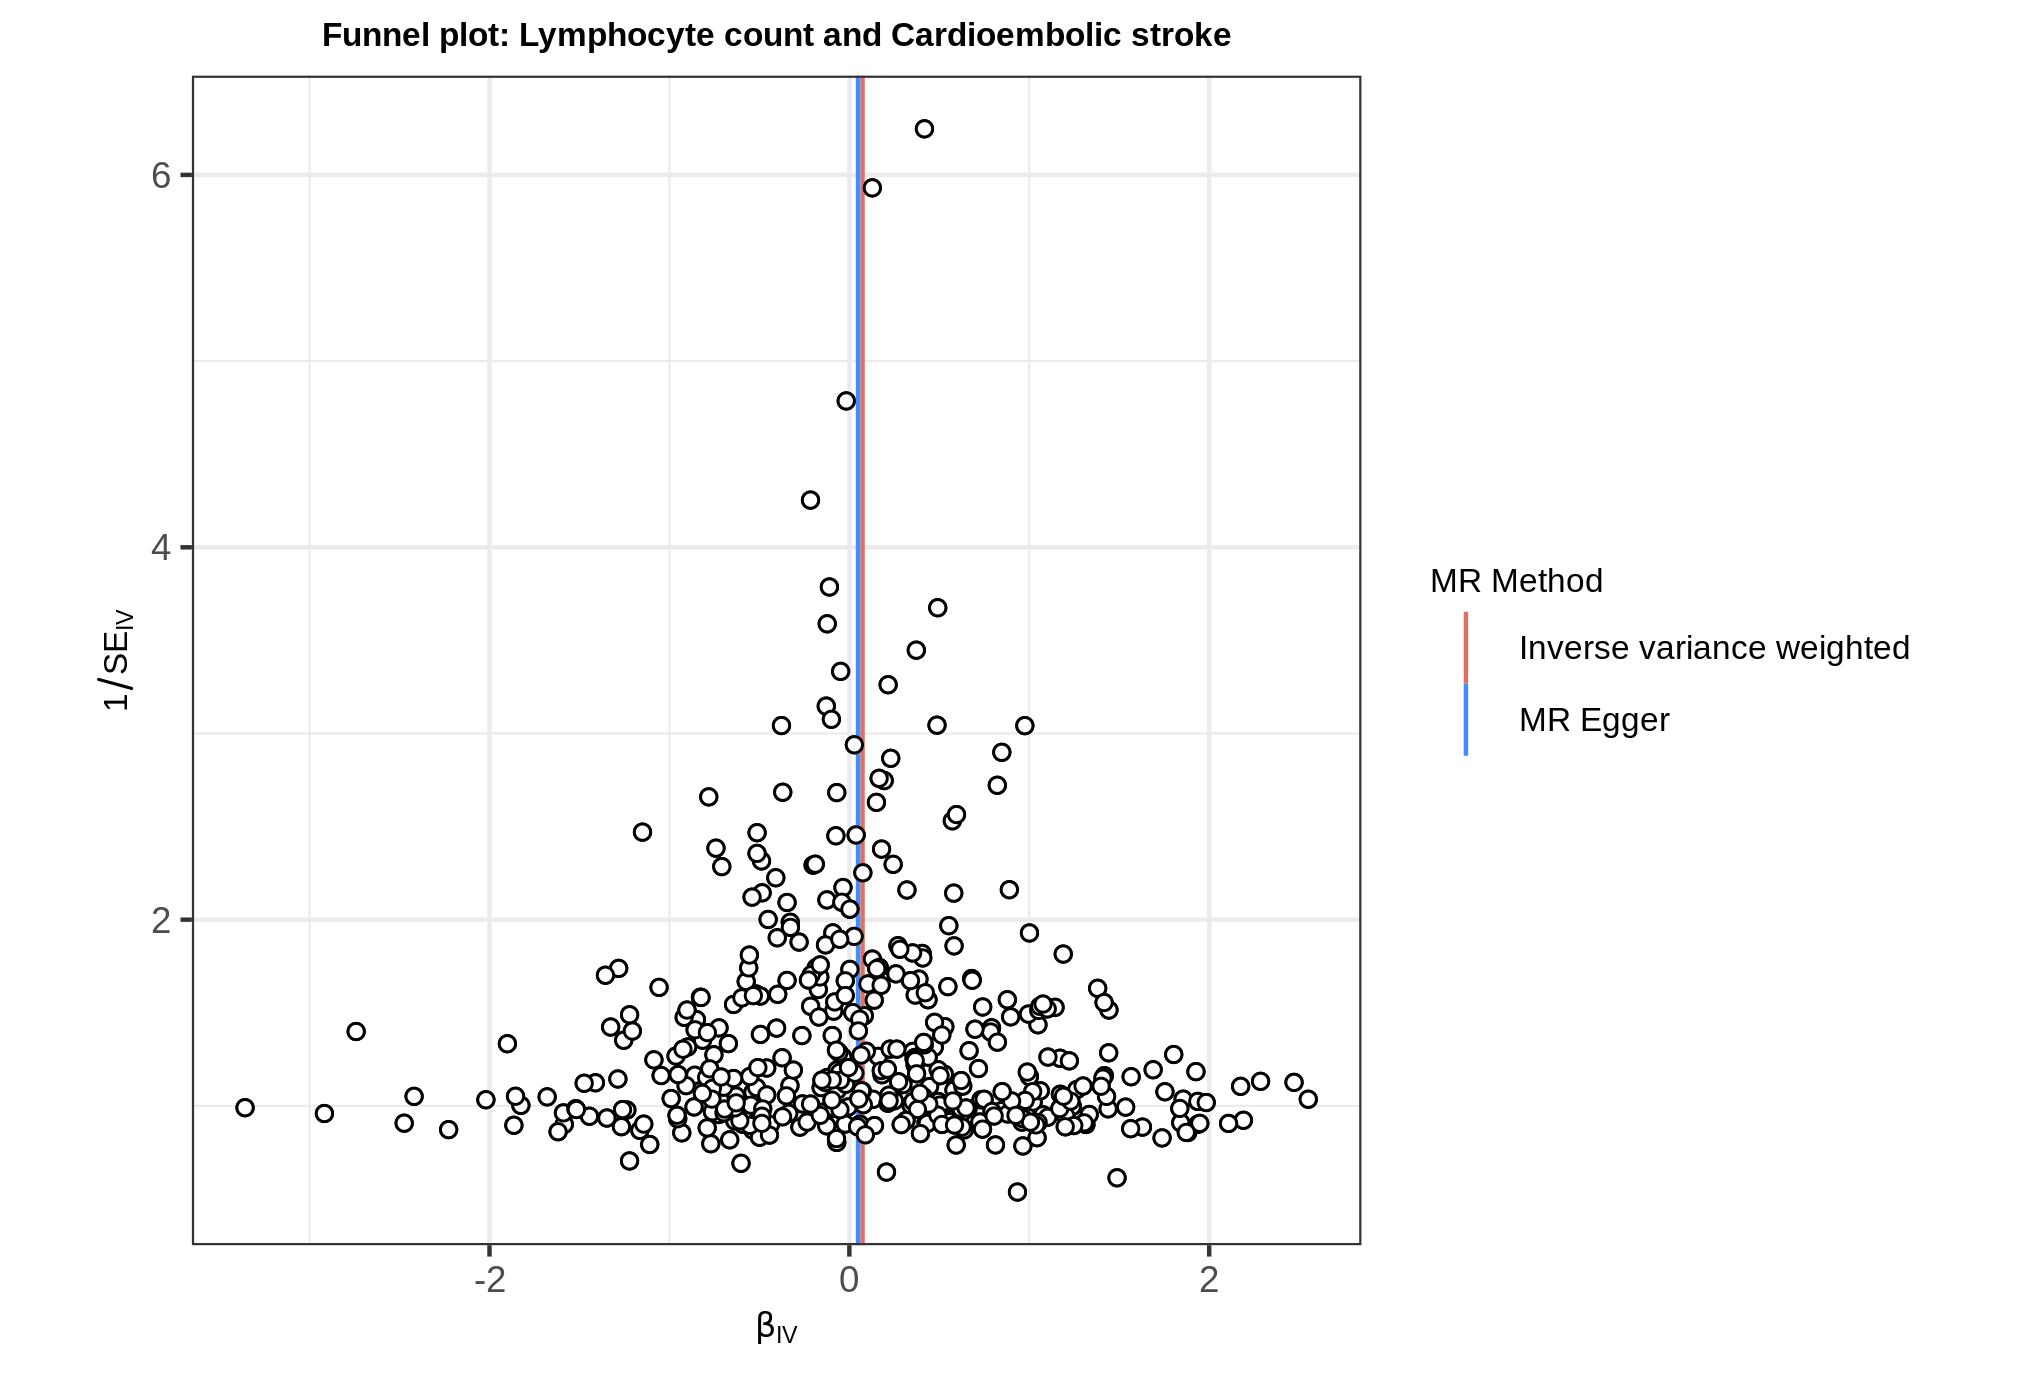 Funnel plot: Lymphocyte count and Cardioembolic stroke
6
4
2
1/SE_IV
-2 0 2
β_IV
MR Method
Inverse variance weighted
MR Egger